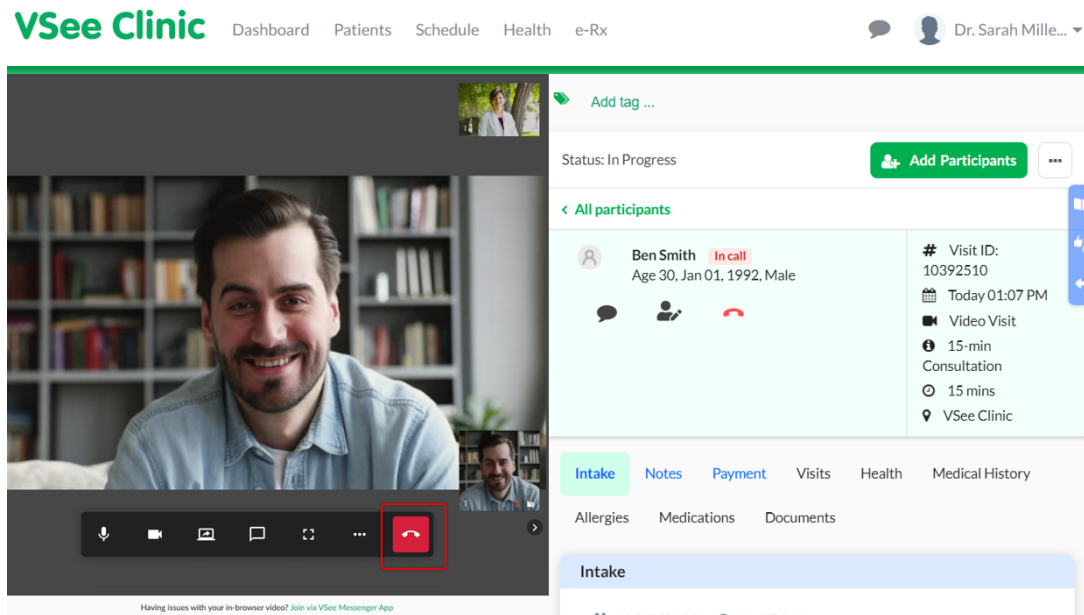 VSee Clinic Dashboard Patients Schedule Health e-Rx Dr. Sarah Mille...
Add tag ...
Status: In Progress
Add Participants
All participants
Ben Smith In call
Age 30, Jan 01, 1992, Male
# Visit ID:
10392510
Today 01:07 PM
Video Visit
15-min
Consultation
15 mins
VSee Clinic
Intake Notes Payment Visits Health Medical History
Allergies Medications Documents
Intake
Having issues with your in-browser video? Join via VSee Messenger App